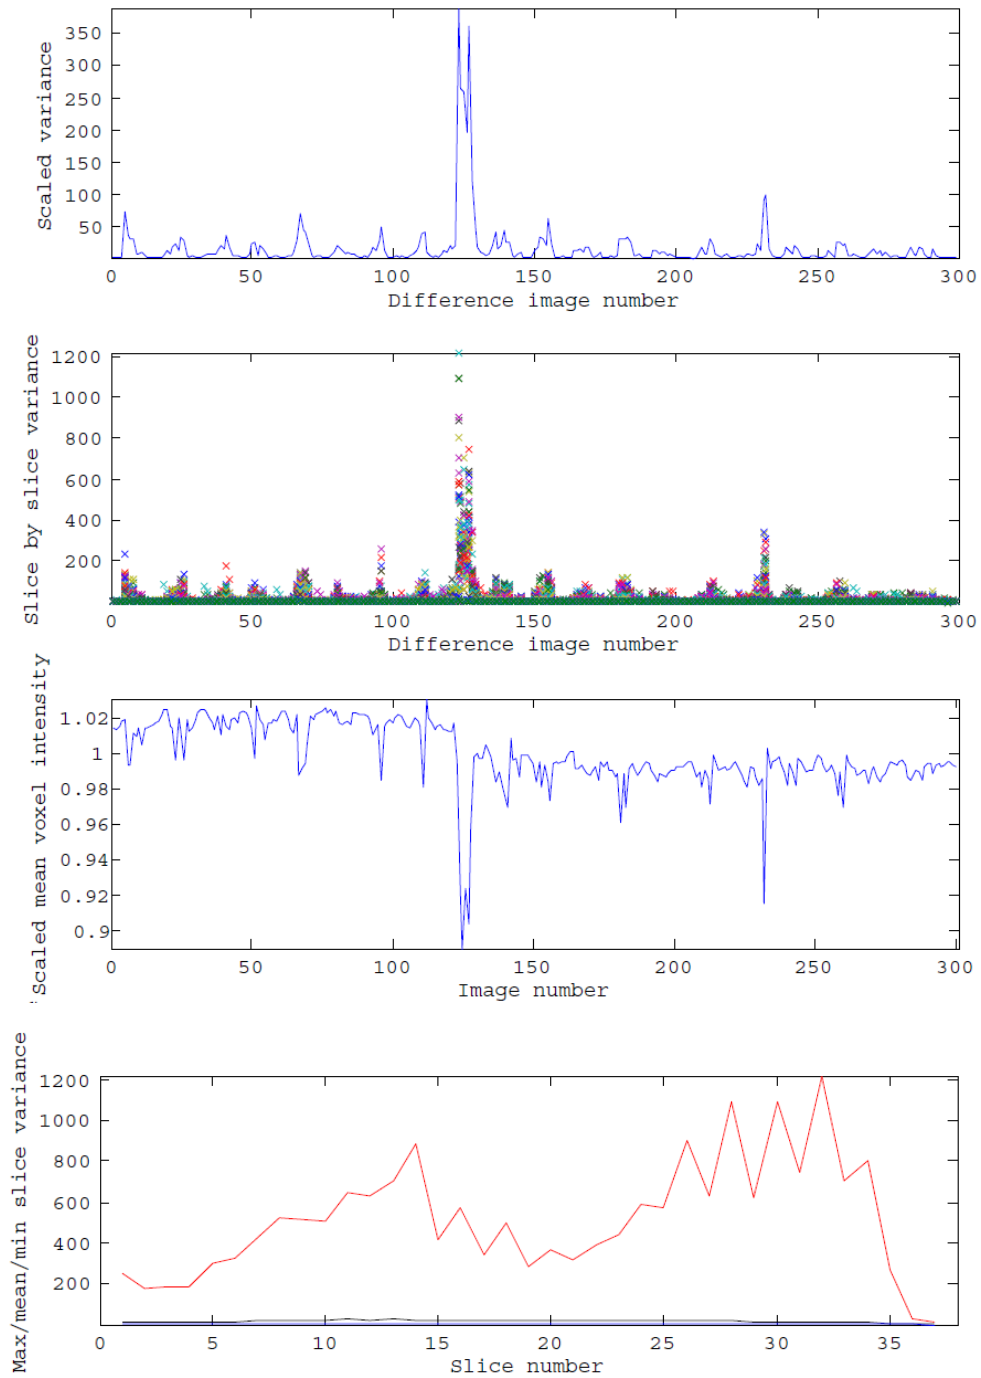 Scaled variance
350
300
250
200
150
100
50
0 50 100 150 200 250 300
Difference image number
Slice by slice variance
1200
1000
800
600
400
200
0 50 100 150 200 250 300
Difference image number
Scaled mean voxel intensity
1.02
1
0.98
0.96
0.94
0.92
0.9
0 50 100 150 200 250 300
Image number
Max/mean/min slice variance
1200
1000
800
600
400
200
0 5 10 15 20 25 30 35
Slice number